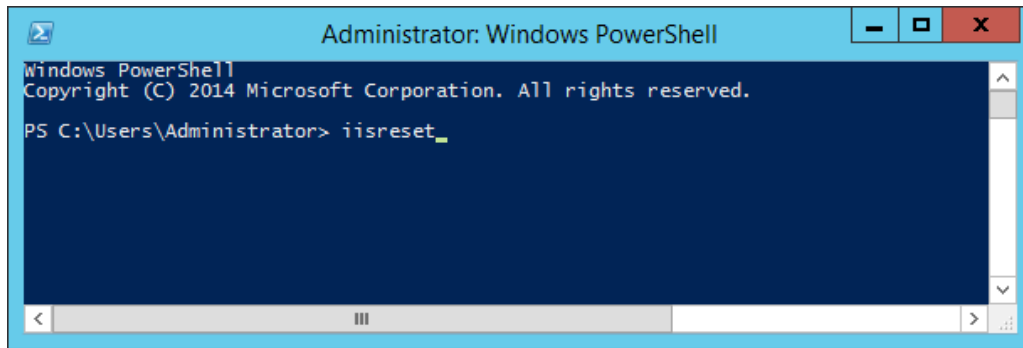 Administrator: Windows PowerShell
Windows PowerShell
Copyright (C) 2014 Microsoft Corporation. All rights reserved.
PS C:\Users\Administrator> iisreset